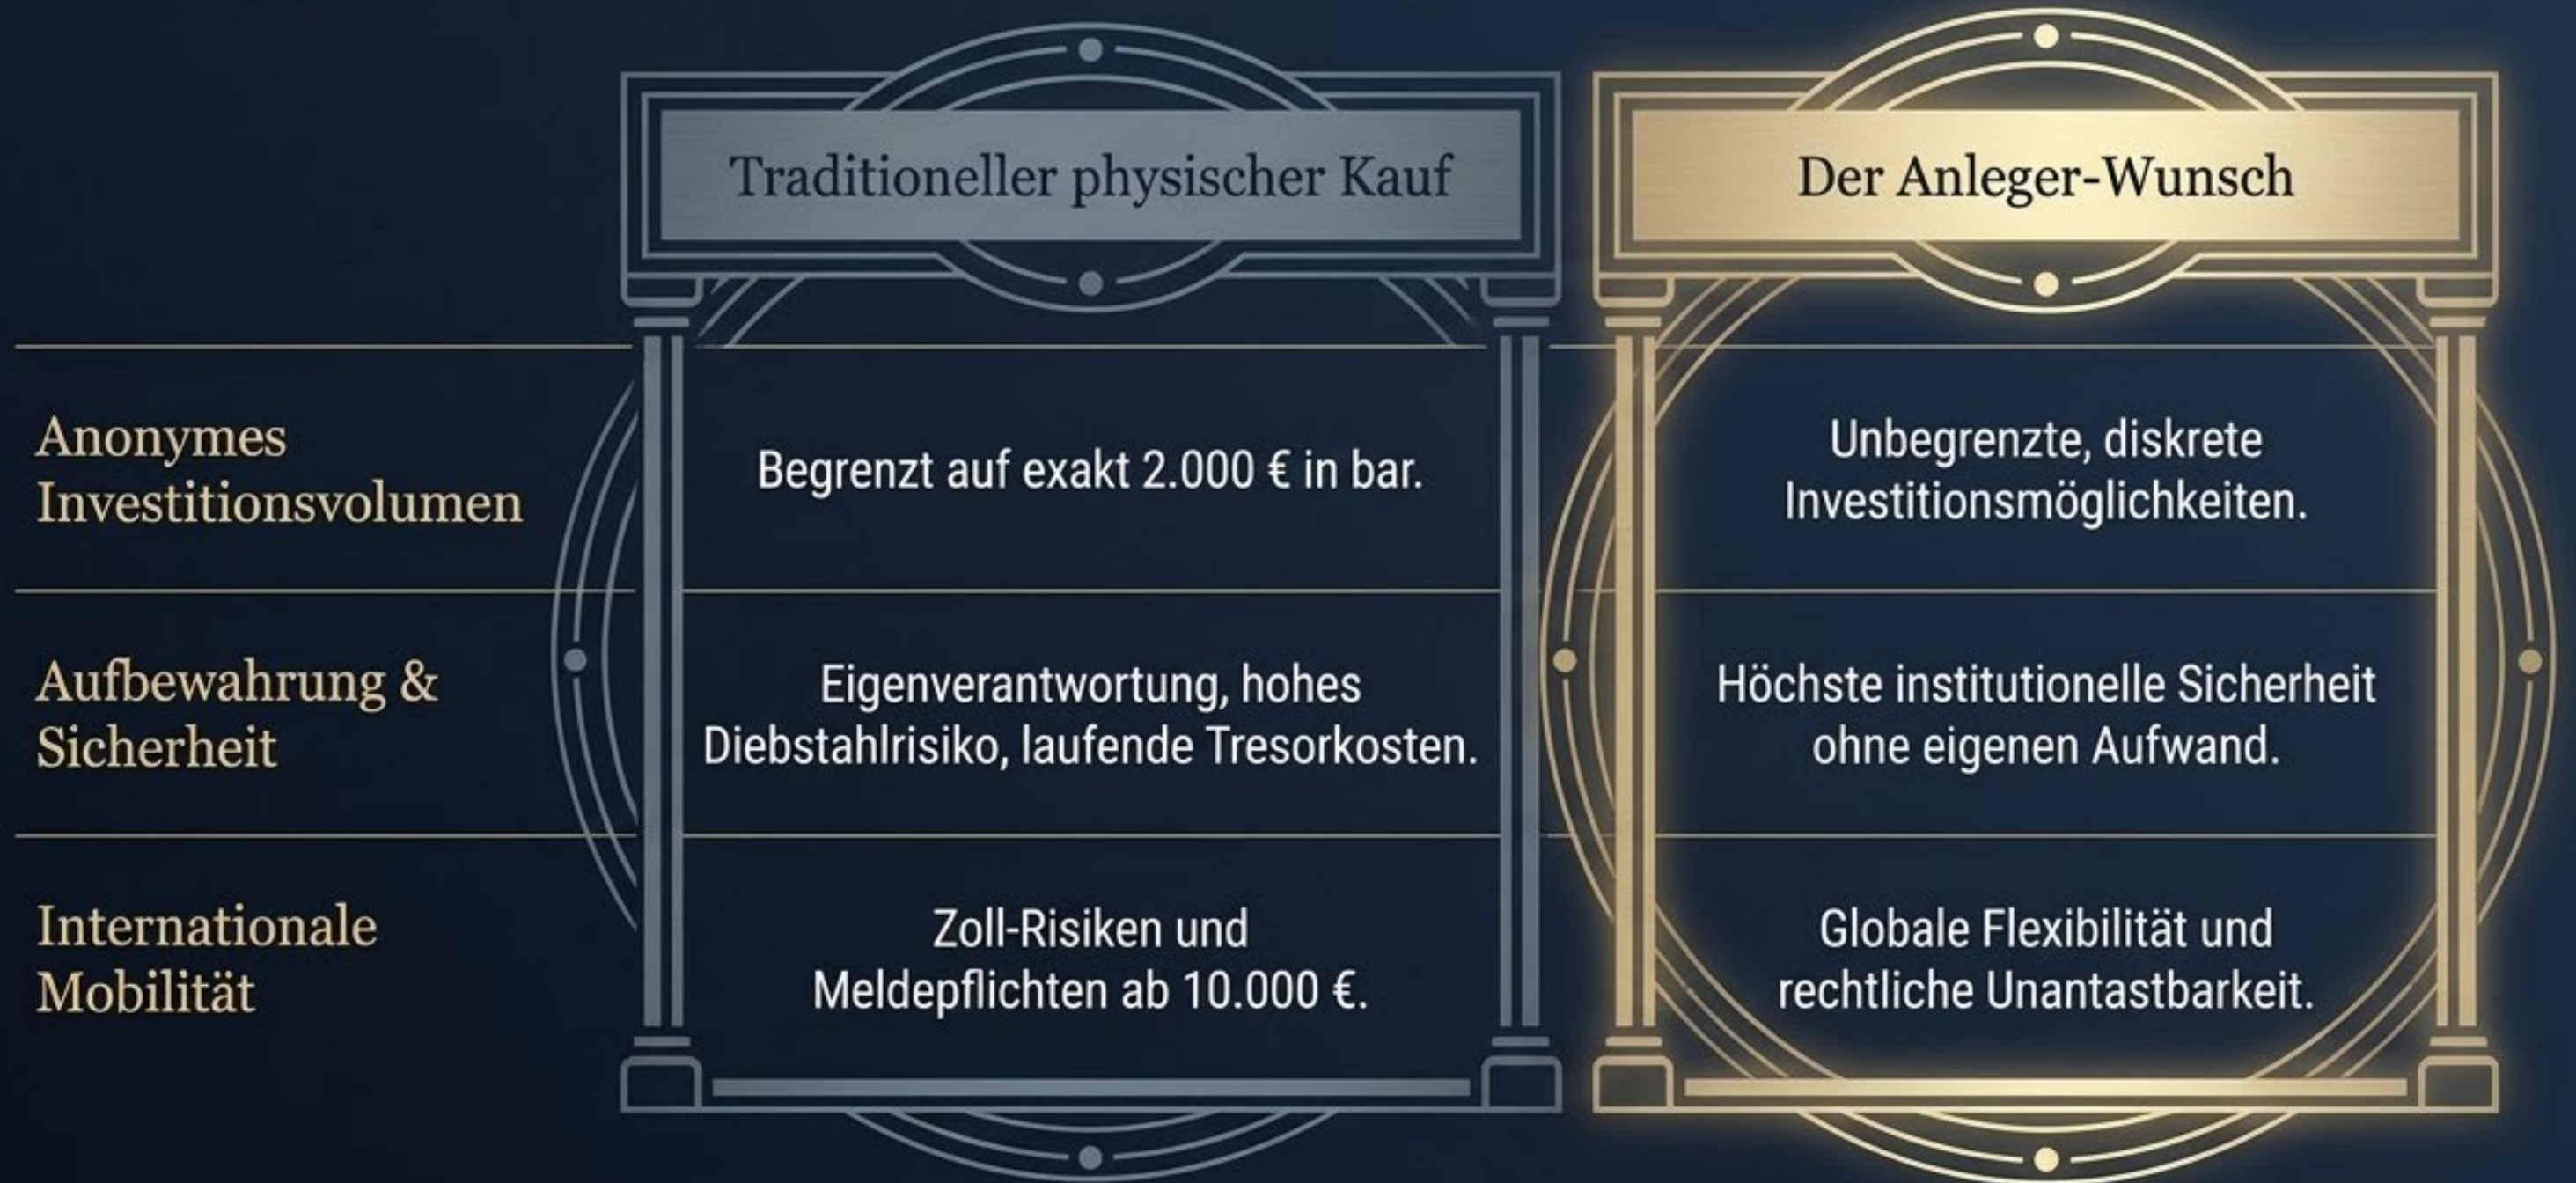 Traditioneller physischer Kauf
Der Anleger-Wunsch
Anonymes
Investitionsvolumen
Begrenzt auf exakt 2.000 € in bar.
Unbegrenzte, diskrete
Investitionsmöglichkeiten.
Aufbewahrung &
Sicherheit
Eigenverantwortung, hohes
Diebstahlrisiko, laufende Tresorkosten.
Höchste institutionelle Sicherheit
ohne eigenen Aufwand.
Internationale
Mobilität
Zoll-Risiken und
Meldepflichten ab 10.000 €.
Globale Flexibilität und
rechtliche Unantastbarkeit.